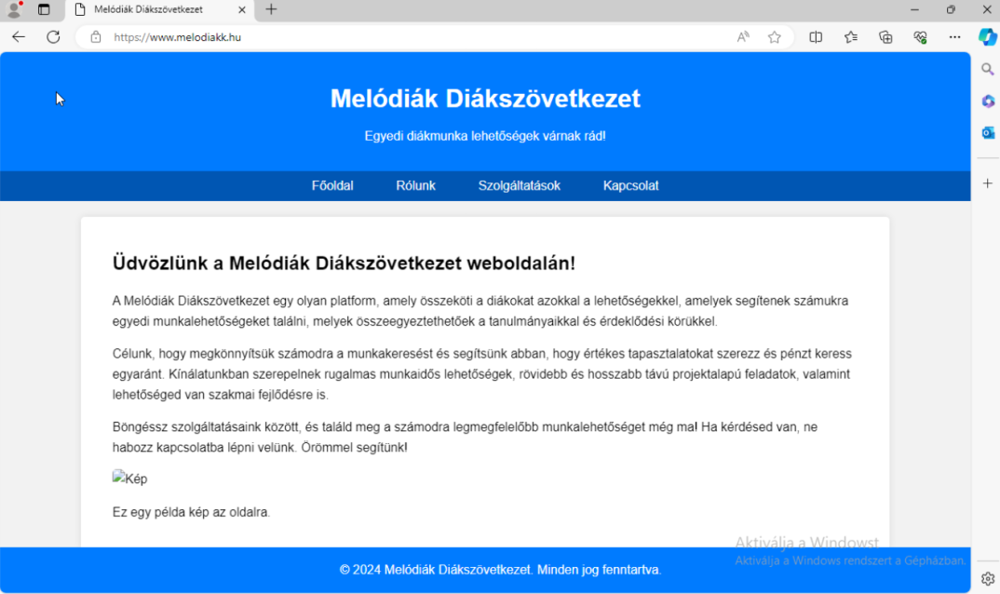 Melódiák Diákszövetkezet
https://www.melodiakk.hu
Melódiák Diákszövetkezet
Egyedi diákmunka lehetőségek várnak rád!
Főoldal Rólunk Szolgáltatások Kapcsolat
Üdvözlünk a Melódiák Diákszövetkezet weboldalán!
A Melódiák Diákszövetkezet egy olyan platform, amely összeköti a diákokat azokkal a lehetőségekkel, amelyek segítenek számukra
egyedi munkalehetőségeket találni, melyek összeegyeztethetőek a tanulmányaikkal és érdeklődési körükkel.
Célunk, hogy megkönnyítsük számodra a munkakeresést és segítsünk abban, hogy értékes tapasztalatokat szerezz és pénzt keress
egyaránt. Kínálatunkban szerepelnek rugalmas munkaidős lehetőségek, rövidebb és hosszabb távú projektalapú feladatok, valamint
lehetőséged van szakmai fejlődésre is.
Böngéssz szolgáltatásaink között, és találd meg a számodra legmegfelelőbb munkalehetőséget még ma! Ha kérdésed van, ne
habozz kapcsolatba lépni velünk. Örömmel segítünk!
Kép
Ez egy példa kép az oldalra.
Aktiválja a Windowst
Aktiválja a Windows rendszert a Gépházban.
© 2024 Melódiák Diákszövetkezet. Minden jog fenntartva.